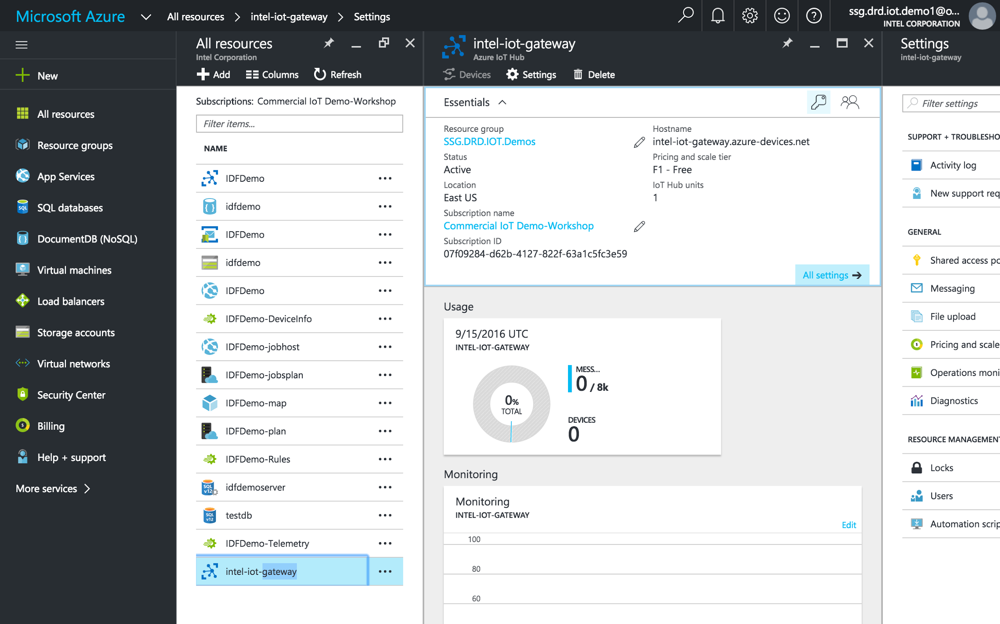 Microsoft Azure
All resources > intel-iot-gateway > Settings
ssg.drd.iot.demo1@o...
INTEL CORPORATION
New
All resources
Resource groups
App Services
SQL databases
DocumentDB (NoSQL)
Virtual machines
Load balancers
Storage accounts
Virtual networks
Security Center
Billing
Help + support
More services >
All resources
Intel Corporation
Add Columns Refresh
Subscriptions: Commercial IoT Demo-Workshop
Filter items...
NAME
IDFDemo
idfdemo
IDFDemo
idfdemo
IDFDemo
IDFDemo-DeviceInfo
IDFDemo-jobhost
IDFDemo-jobsplan
IDFDemo-map
IDFDemo-plan
IDFDemo-Rules
idfdemoserver
testdb
IDFDemo-Telemetry
intel-iot-gateway
intel-iot-gateway
Azure IoT Hub
Devices Settings Delete
Essentials
Resource group
SSG.DRD.IOT.Demos
Status
Active
Location
East US
Subscription name
Commercial IoT Demo-Workshop
Subscription ID
07f09284-d62b-4127-822f-63a1c5fc3e59
Hostname
intel-iot-gateway.azure-devices.net
Pricing and scale tier
F1 - Free
IoT Hub units
1
All settings
Usage
9/15/2016 UTC
INTEL-IOT-GATEWAY
0%
TOTAL
MESS...
0 / 8k
DEVICES
0
Monitoring
Monitoring
INTEL-IOT-GATEWAY
Edit
100
80
60
Settings
intel-iot-gateway
Filter settings
SUPPORT + TROUBLESHO
Activity log
New support req
GENERAL
Shared access po
Messaging
File upload
Pricing and scale
Operations moni
Diagnostics
RESOURCE MANAGEMENT
Locks
Users
Automation scrip